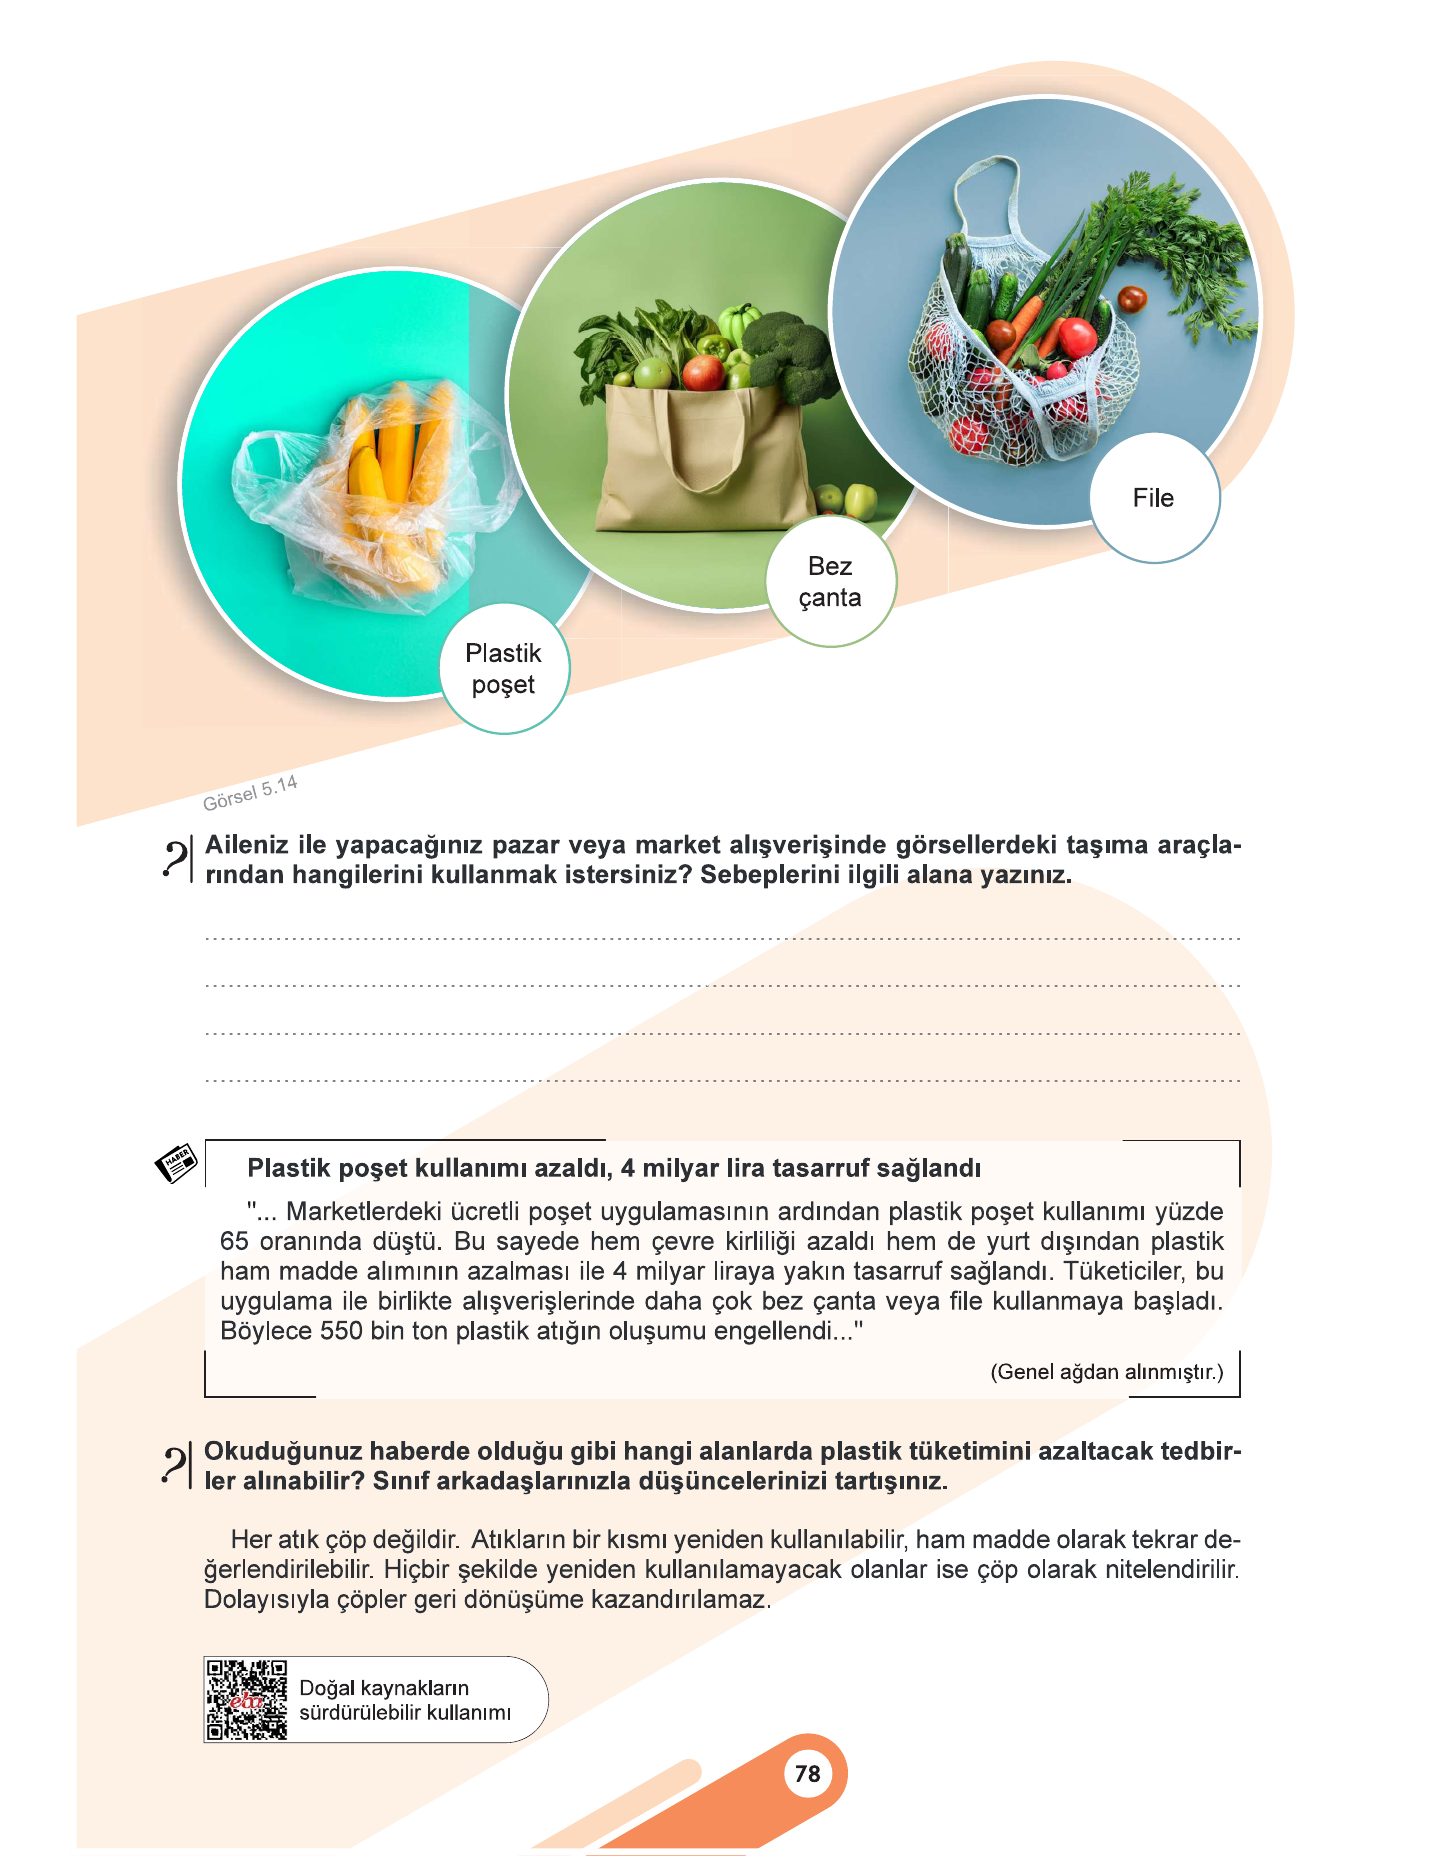 File
Bez
çanta
Plastik
poşet
Görsel 5.14
? Aileniz ile yapacağınız pazar veya market alışverişinde görsellerdeki taşıma araçla-
rından hangilerini kullanmak istersiniz? Sebeplerini ilgili alana yazınız.
HABER
Plastik poşet kullanımı azaldı, 4 milyar lira tasarruf sağlandı
"... Marketlerdeki ücretli poşet uygulamasının ardından plastik poşet kullanımı yüzde
65 oranında düştü. Bu sayede hem çevre kirliliği azaldı hem de yurt dışından plastik
ham madde alımının azalması ile 4 milyar liraya yakın tasarruf sağlandı. Tüketiciler, bu
uygulama ile birlikte alışverişlerinde daha çok bez çanta veya file kullanmaya başladı.
Böylece 550 bin ton plastik atığın oluşumu engellendi..."
(Genel ağdan alınmıştır.)
? Okuduğunuz haberde olduğu gibi hangi alanlarda plastik tüketimini azaltacak tedbir-
ler alınabilir? Sınıf arkadaşlarınızla düşüncelerinizi tartışınız.
Her atık çöp değildir. Atıkların bir kısmı yeniden kullanılabilir, ham madde olarak tekrar de-
ğerlendirilebilir. Hiçbir şekilde yeniden kullanılamayacak olanlar ise çöp olarak nitelendirilir.
Dolayısıyla çöpler geri dönüşüme kazandırılamaz.
eba
Doğal kaynakların
sürdürülebilir kullanımı
78